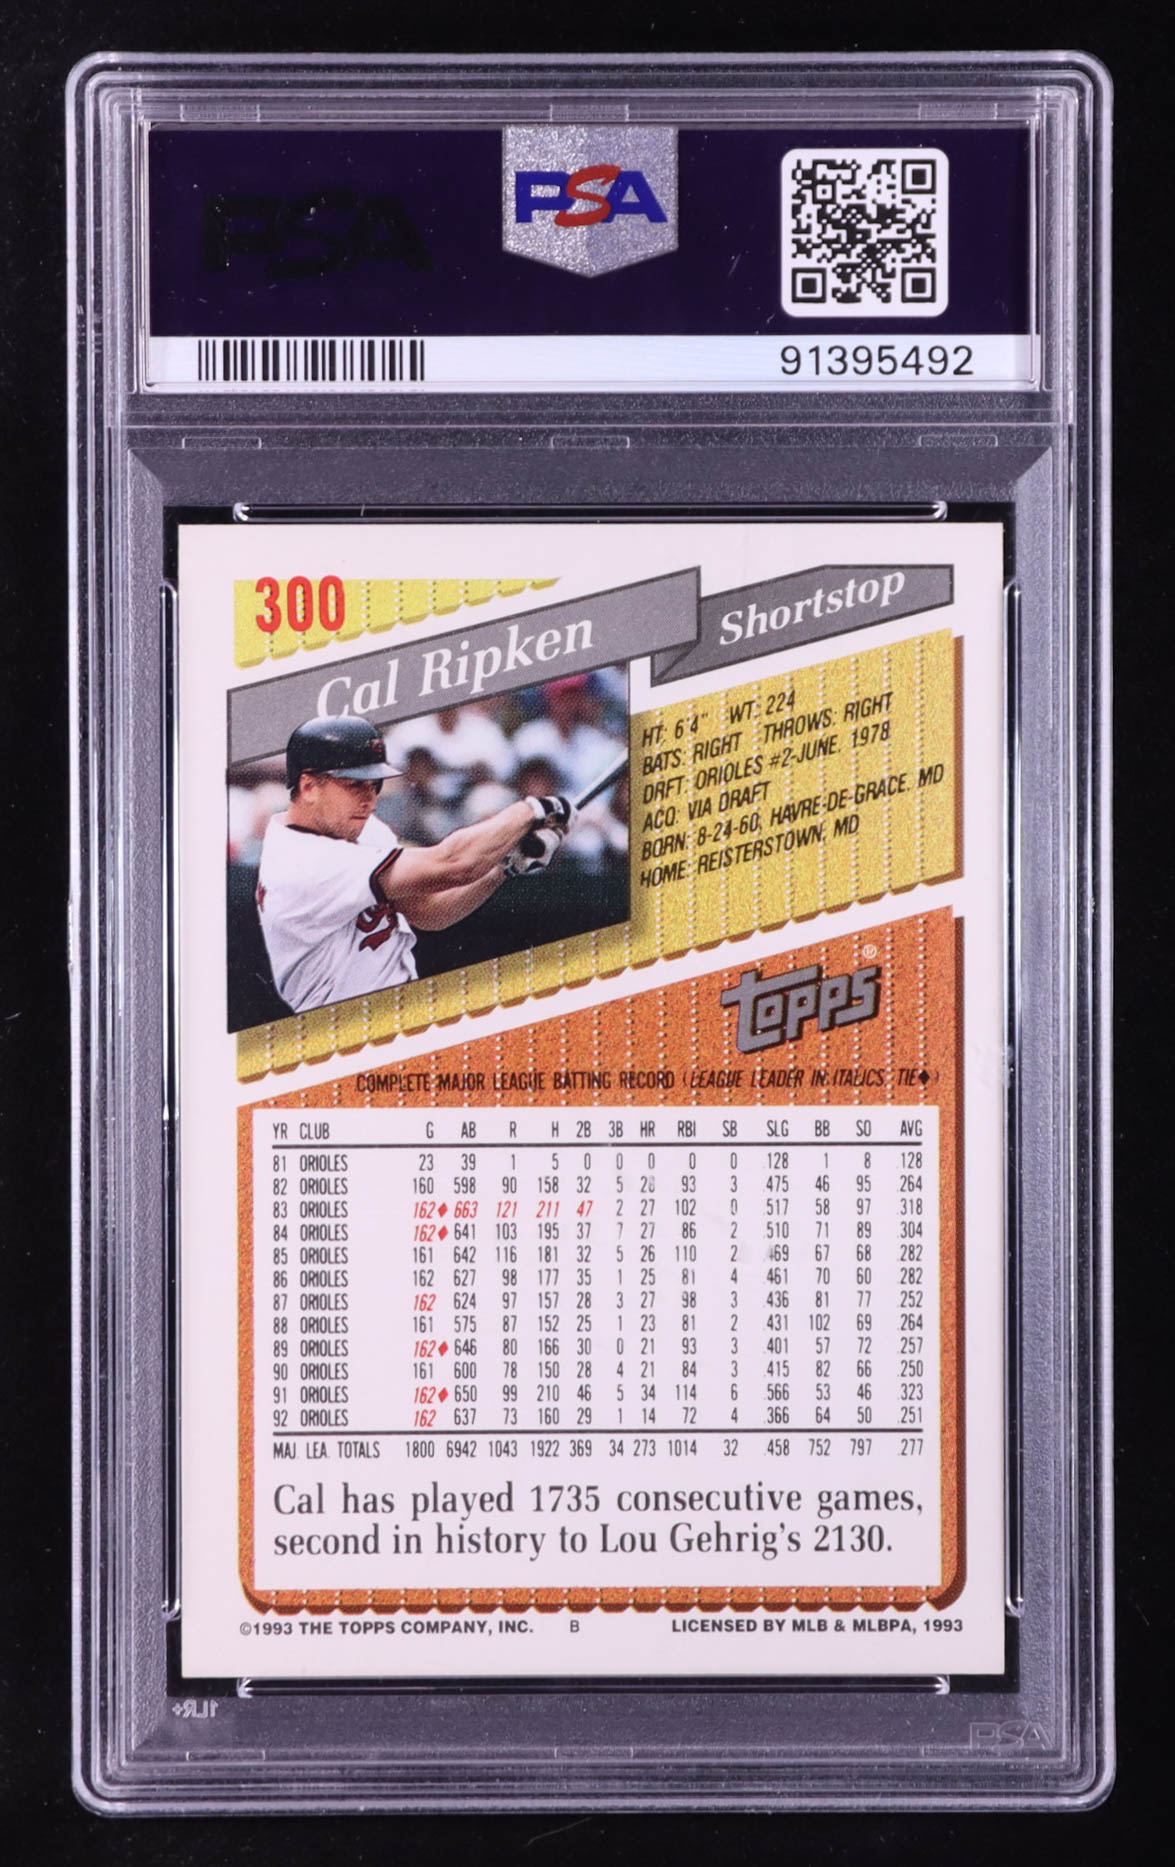 PSA
PSA
91395492
300
Cal Ripken
Shortstop
HT: 6'4" WT: 224
BATS: RIGHT THROWS: RIGHT
DRFT: ORIOLES #2-JUNE, 1978
ACQ: VIA DRAFT
BORN: 8-24-60, HAVRE-DE-GRACE, MD
HOME: REISTERSTOWN, MD
topps®
COMPLETE MAJOR LEAGUE BATTING RECORD (LEAGUE LEADER IN ITALICS, TIE♦)
YR CLUB G AB R H 2B 3B HR RBI SB SLG BB SO AVG
81 ORIOLES 23 39 1 5 0 0 0 0 0 .128 1 8 .128
82 ORIOLES 160 598 90 158 32 5 28 93 3 .475 46 95 .264
83 ORIOLES 162♦ 663 121 211 47 2 27 102 0 .517 58 97 .318
84 ORIOLES 162♦ 641 103 195 37 7 27 86 2 .510 71 89 .304
85 ORIOLES 161 642 116 181 32 5 26 110 2 .469 67 68 .282
86 ORIOLES 162 627 98 177 35 1 25 81 4 .461 70 60 .282
87 ORIOLES 162 624 97 157 28 3 27 98 3 .436 81 77 .252
88 ORIOLES 161 575 87 152 25 1 23 81 2 .431 102 69 .264
89 ORIOLES 162♦ 646 80 166 30 0 21 93 3 .401 57 72 .257
90 ORIOLES 161 600 78 150 28 4 21 84 3 .415 82 66 .250
91 ORIOLES 162♦ 650 99 210 46 5 34 114 6 .566 53 46 .323
92 ORIOLES 162 637 73 160 29 1 14 72 4 .366 64 50 .251
MAJ. LEA. TOTALS 1800 6942 1043 1922 369 34 273 1014 32 .458 752 797 .277
Cal has played 1735 consecutive games,
second in history to Lou Gehrig's 2130.
©1993 THE TOPPS COMPANY, INC. B LICENSED BY MLB & MLBPA, 1993
1LR+
PSA